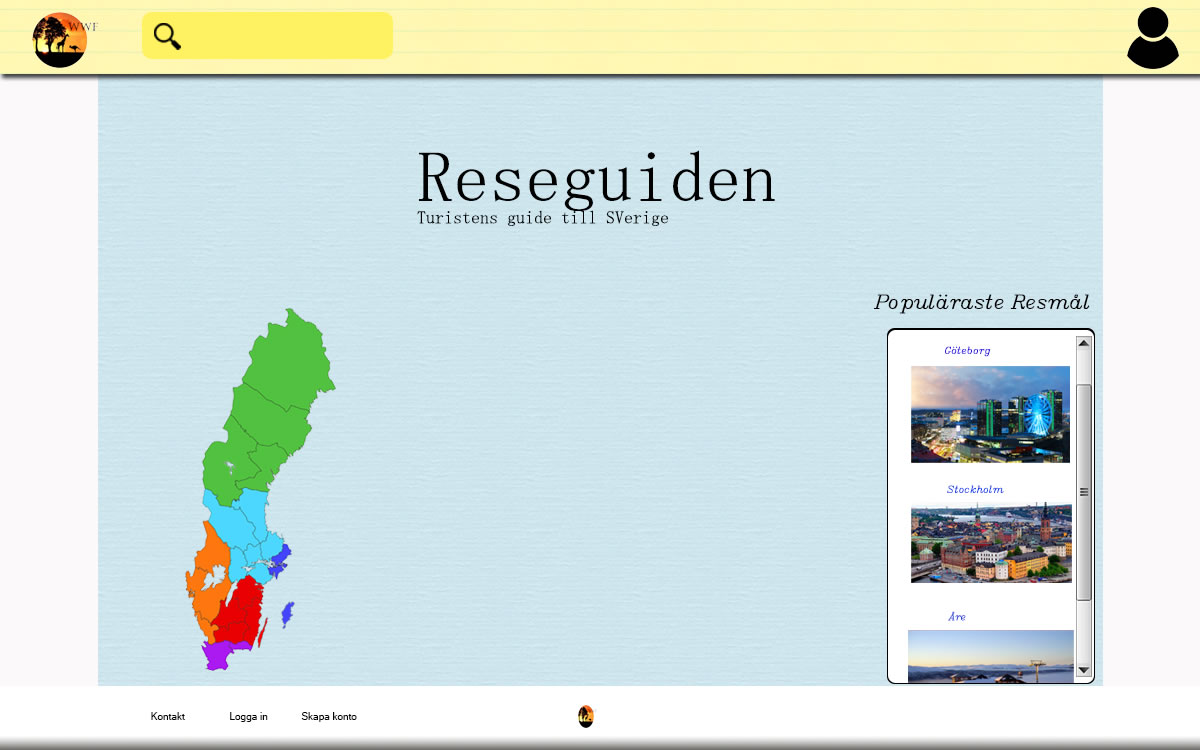 WWF
Reseguiden
Turistens guide till SVerige
Populäraste Resmål
Göteborg
Stockholm
Åre
Kontakt
Logga in
Skapa konto